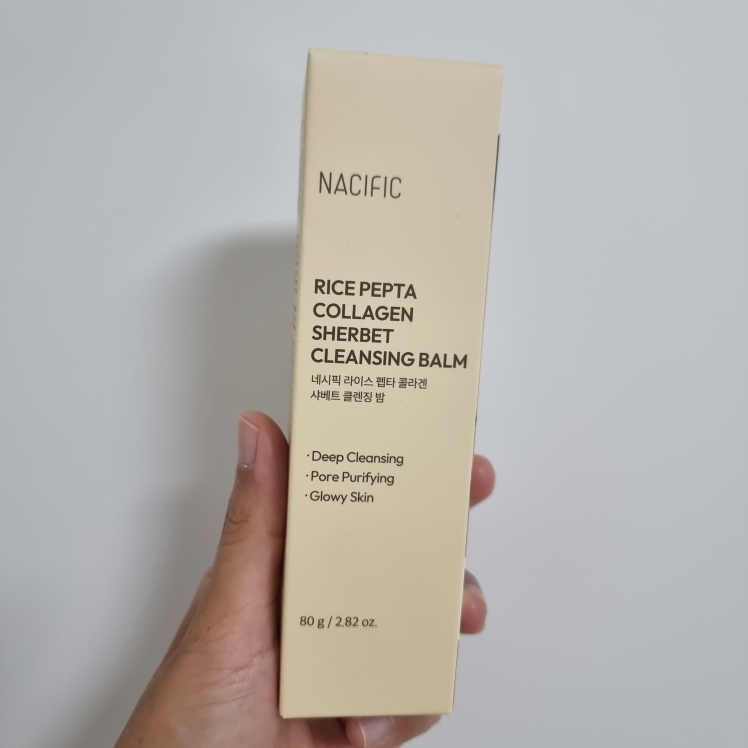 NACIFIC
RICE PEPTA
COLLAGEN
SHERBET
CLEANSING BALM
네시픽 라이스 펩타 콜라겐
샤베트 클렌징 밤
·Deep Cleansing
·Pore Purifying
·Glowy Skin
80 g / 2.82 oz.